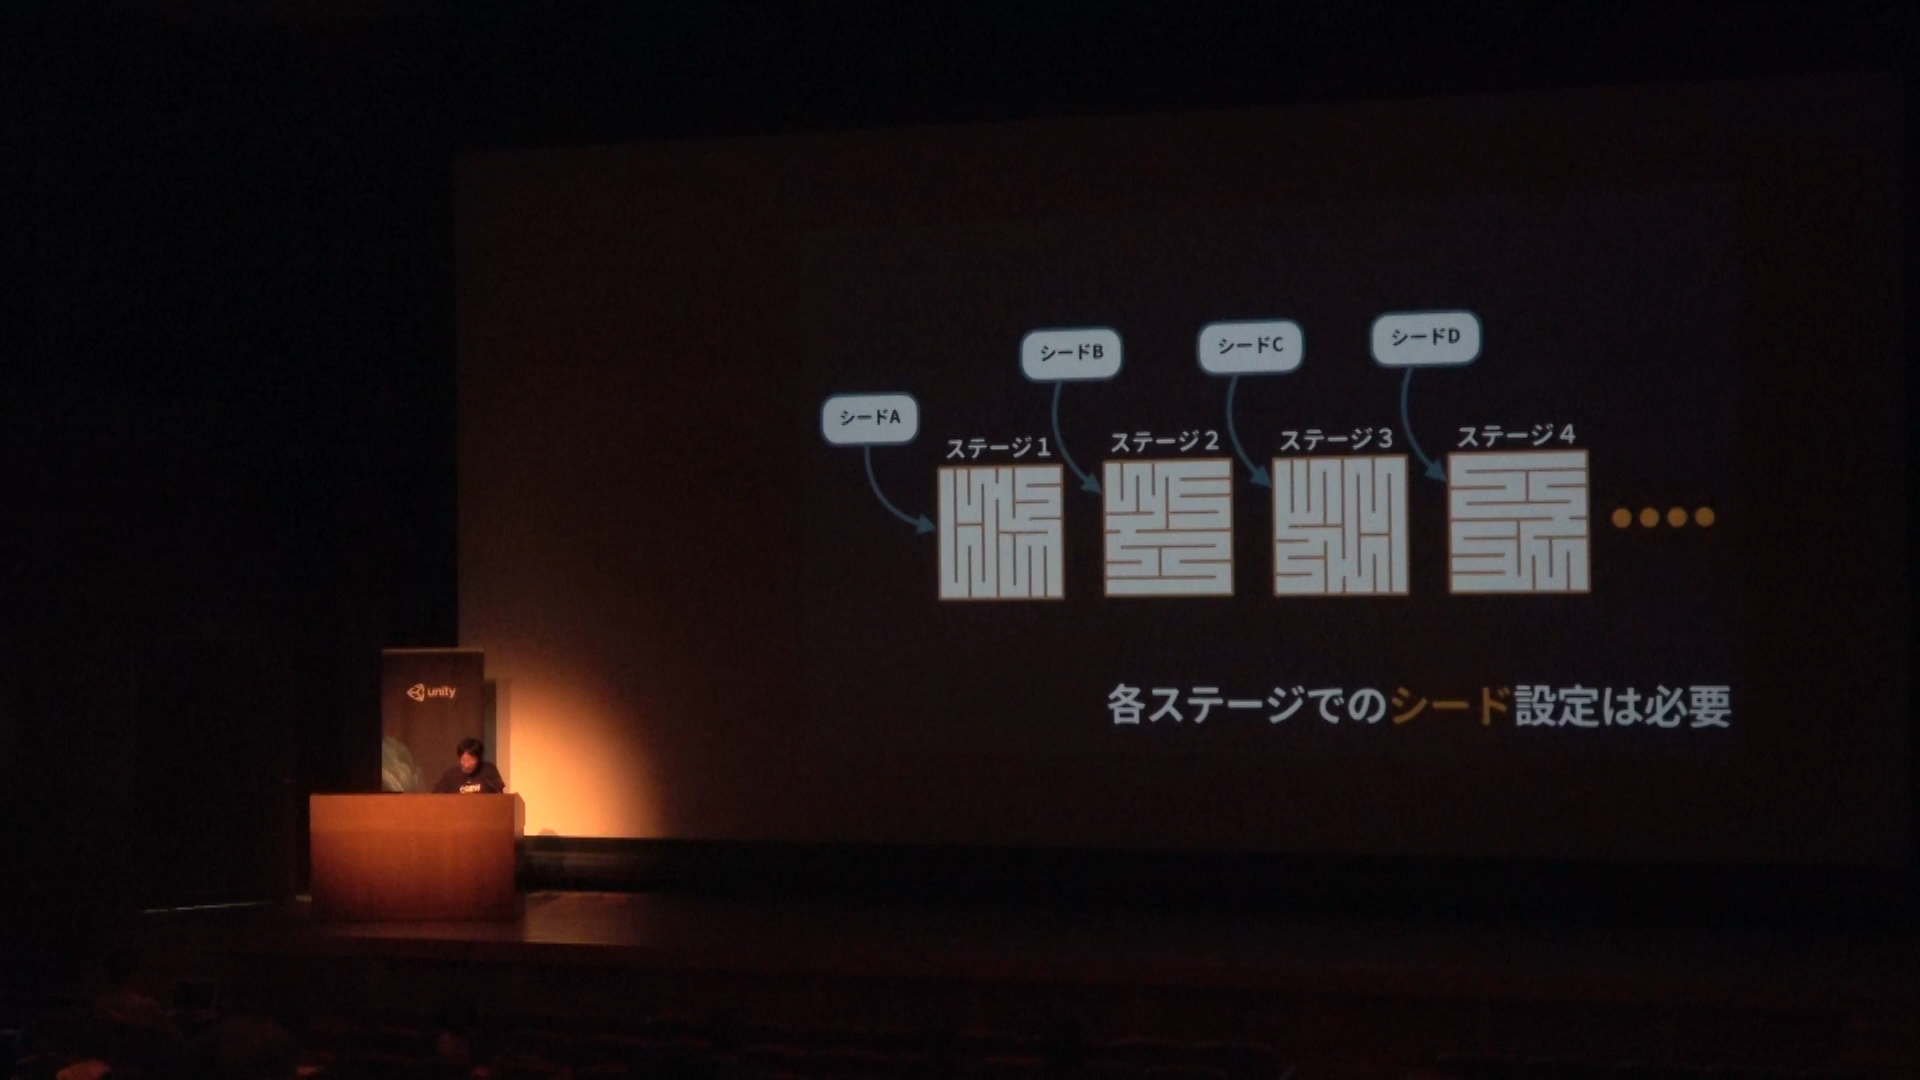 シードA
シードB
シードC
シードD
ステージ1
ステージ2
ステージ3
ステージ4
各ステージでのシード設定は必要
unity